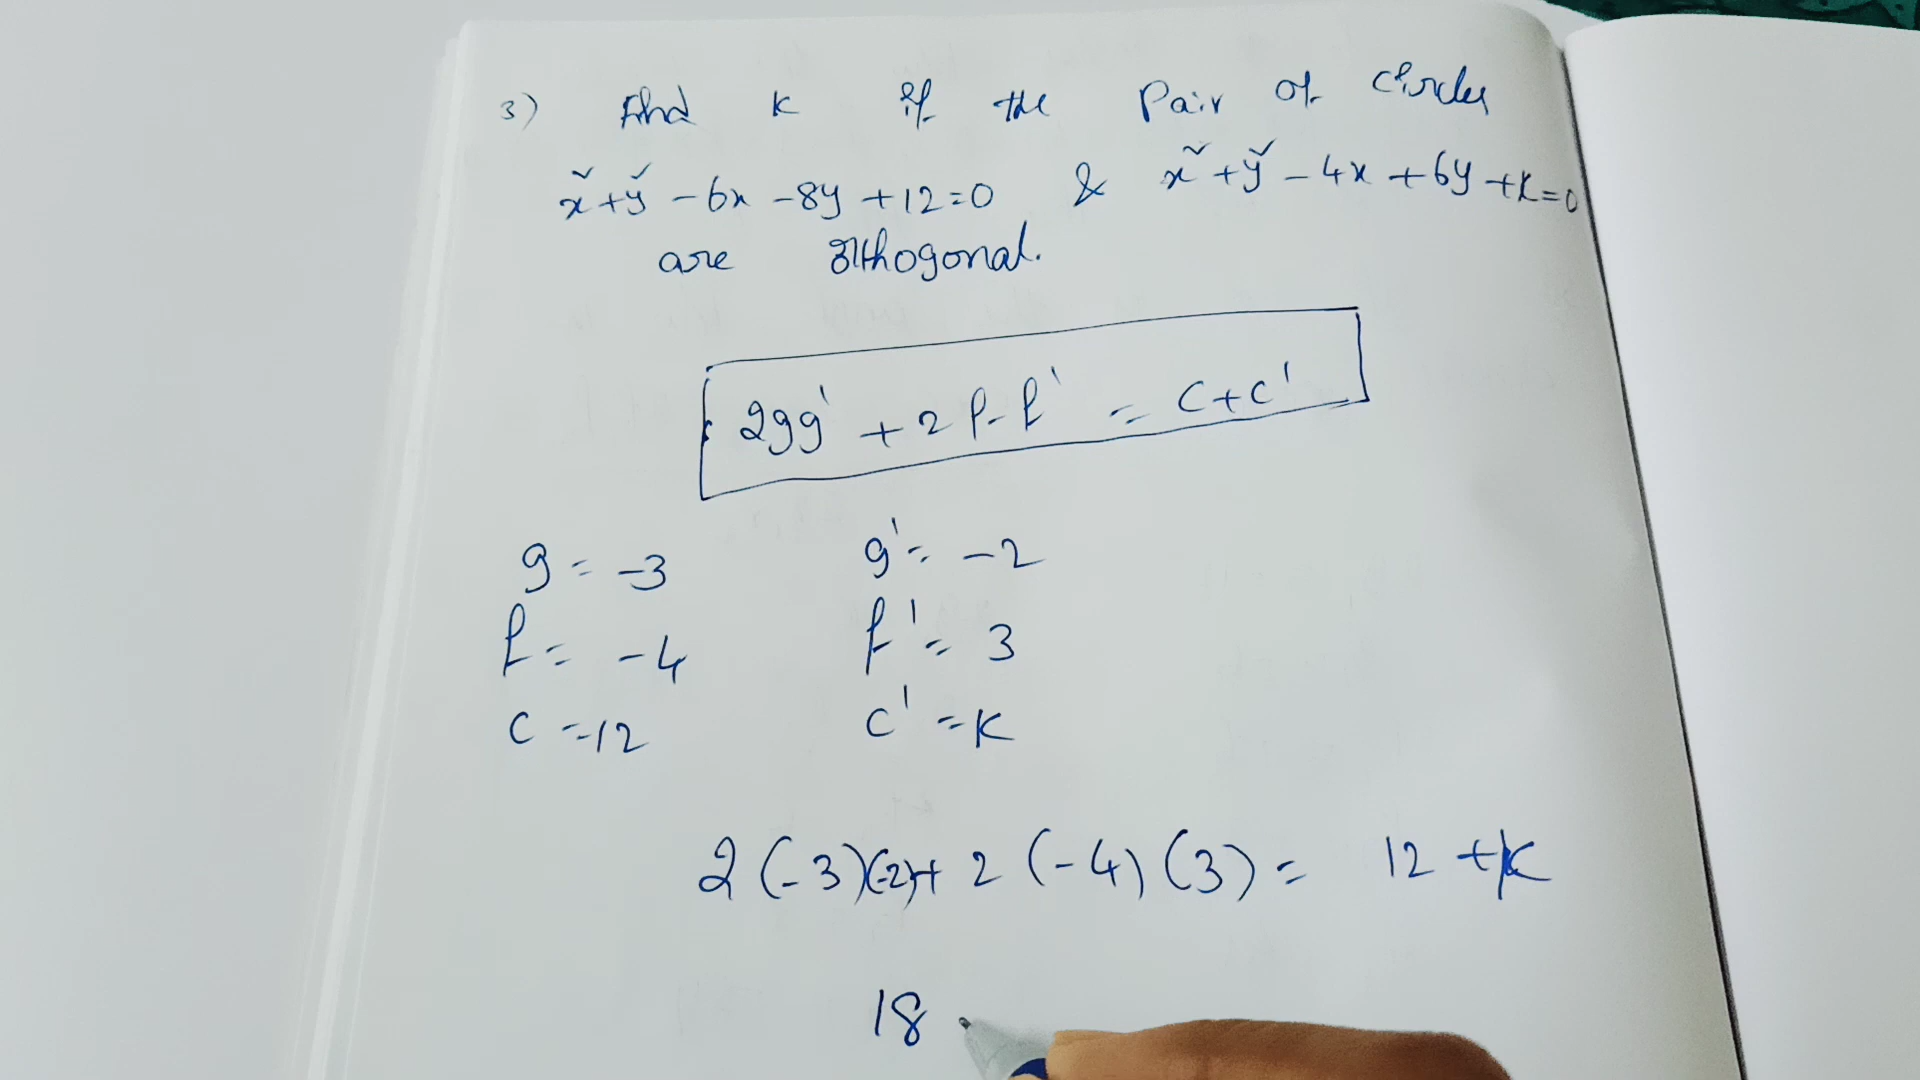 3) Find K if the Pair of circles
x²+y² -6x -8y +12=0 & x²+y² -4x +6y +k=0
are orthogonal.
2gg' + 2ff' = c+c'
g = -3 g' = -2
f = -4 f' = 3
c = 12 c' = k
2(-3)(-2)+ 2(-4)(3) = 12 + k
18